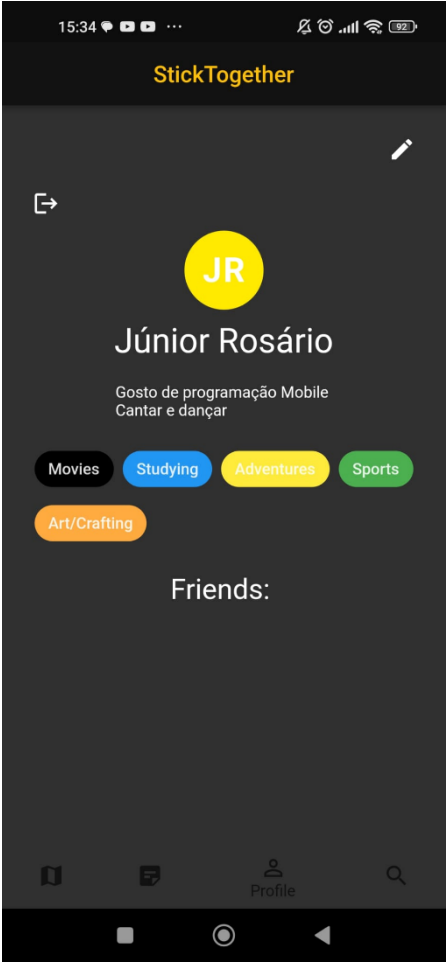 15:34
92
StickTogether
JR
Júnior Rosário
Gosto de programação Mobile
Cantar e dançar
Movies Studying Adventures Sports
Art/Crafting
Friends:
Profile